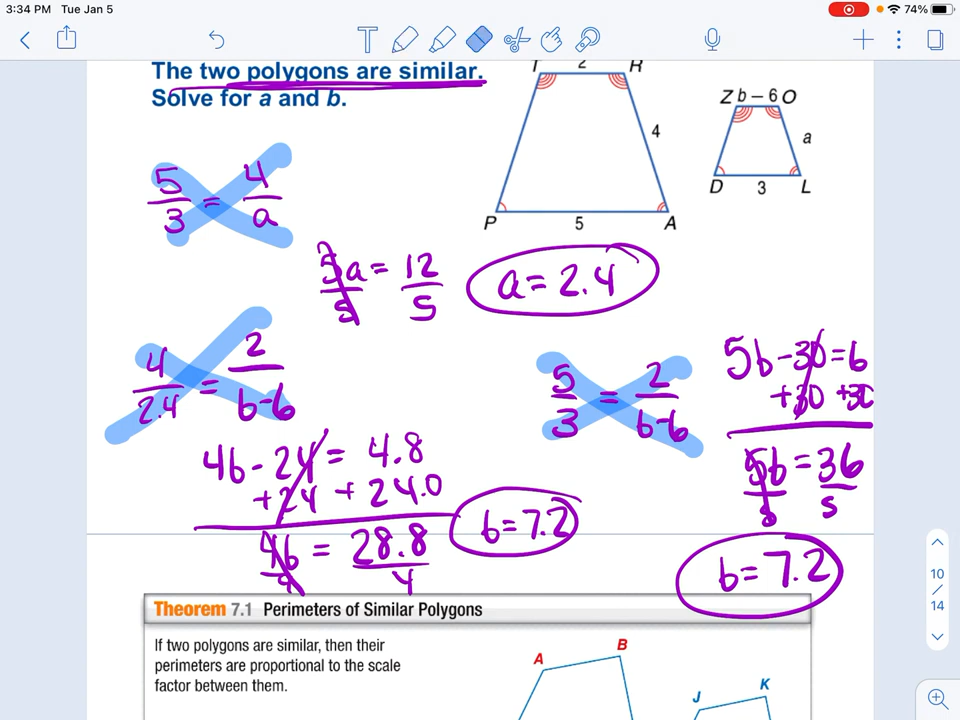 3:34 PM Tue Jan 5
74%
The two polygons are similar.
Solve for a and b.
2
R
4
P
5
A
Z b – 6 O
a
D
3
L
5/3 = 4/a
5a/5 = 12/5
a = 2.4
4/2.4 = 2/b-6
4b - 24 = 4.8
+24 + 24.0
4b/4 = 28.8/4
b = 7.2
5/3 = 2/b-6
5b - 30 = 6
+30 +30
5b/5 = 36/5
b = 7.2
Theorem 7.1 Perimeters of Similar Polygons
If two polygons are similar, then their
perimeters are proportional to the scale
factor between them.
A
B
J
K
10
/
14